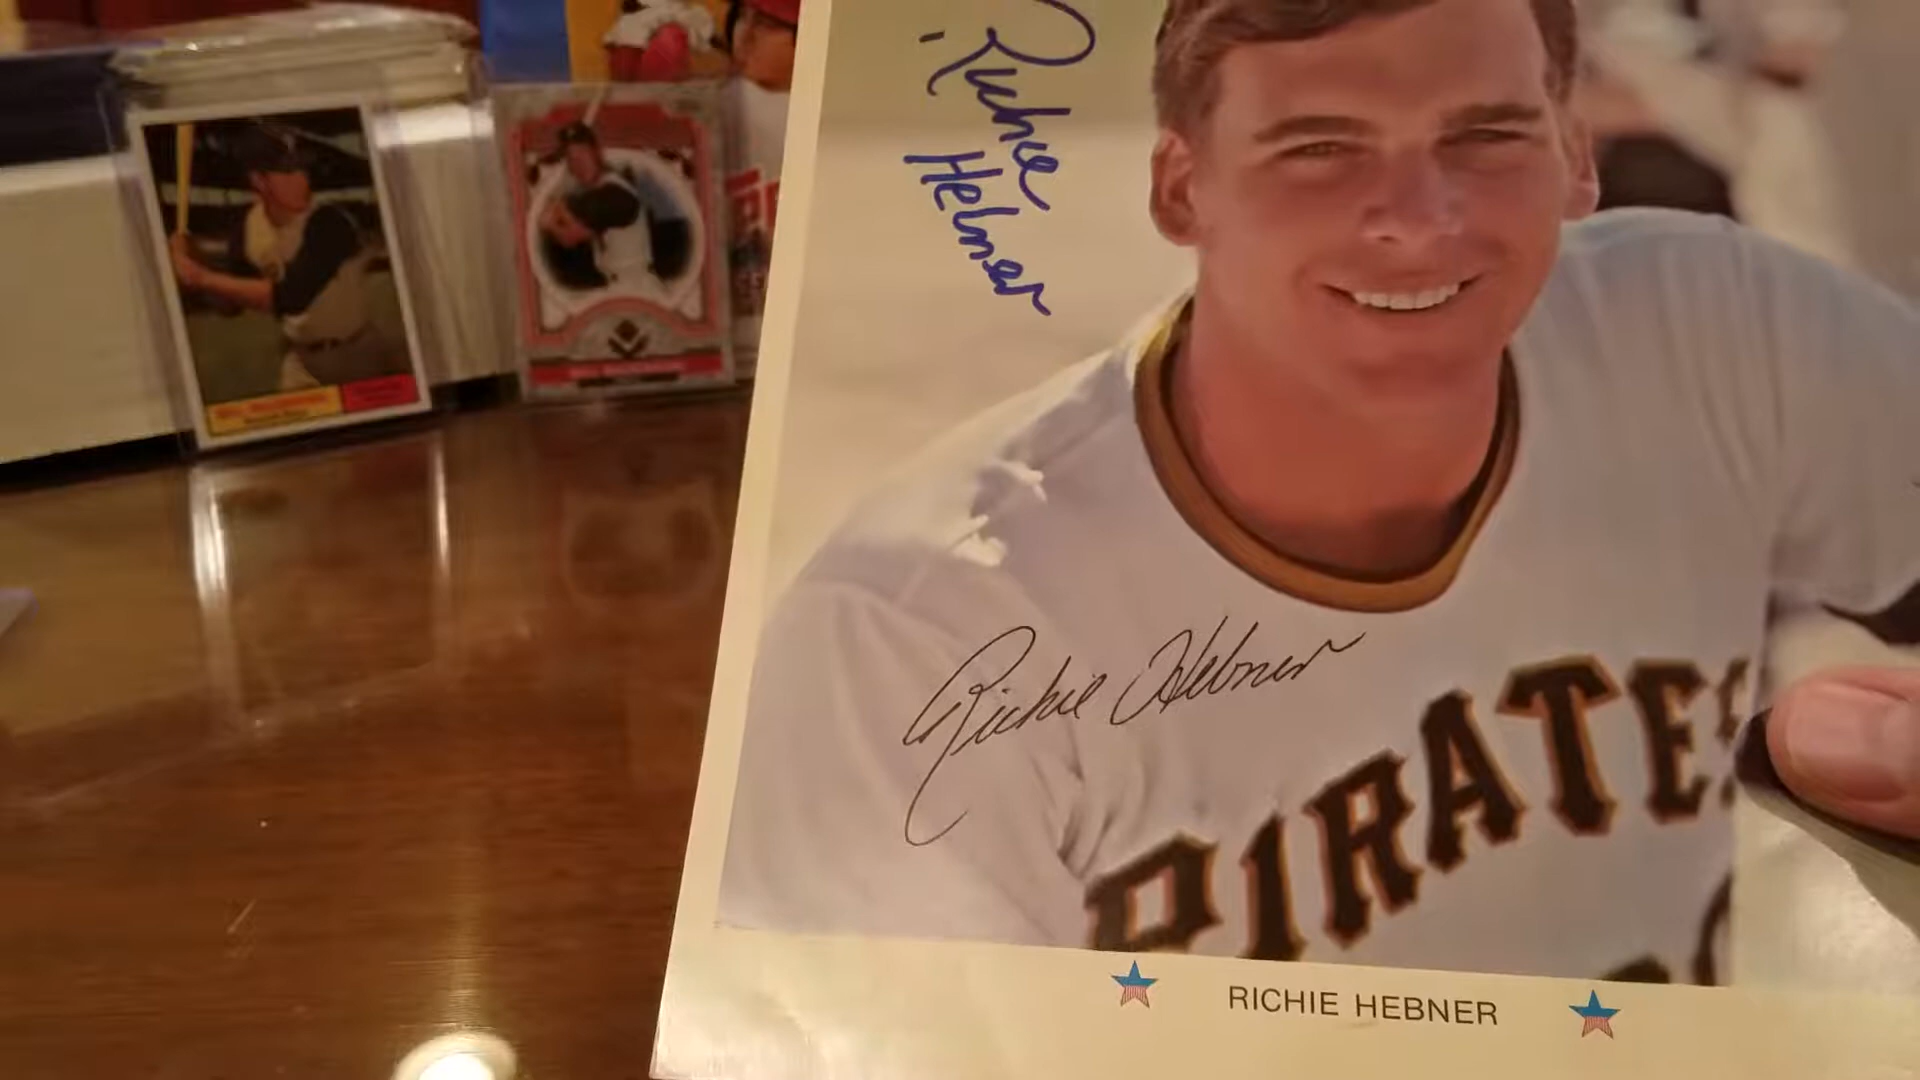 Richie
Hebner
Richie Hebner
PIRATES
RICHIE HEBNER